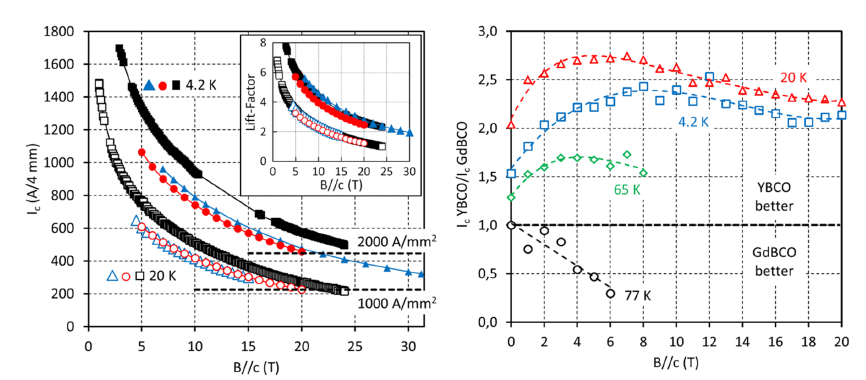 1800
1600
1400
1200
1000
800
600
400
200
0
I_c (A/4 mm)
0 5 10 15 20 25 30
B//c (T)
4.2 K
20 K
2000 A/mm²
1000 A/mm²
8
6
4
2
0
Lift-Factor
0 5 10 15 20 25 30
B//c (T)
3,0
2,5
2,0
1,5
1,0
0,5
0,0
I_c YBCO/I_c GdBCO
20 K
4.2 K
65 K
YBCO
better
GdBCO
better
77 K
0 2 4 6 8 10 12 14 16 18 20
B//c (T)